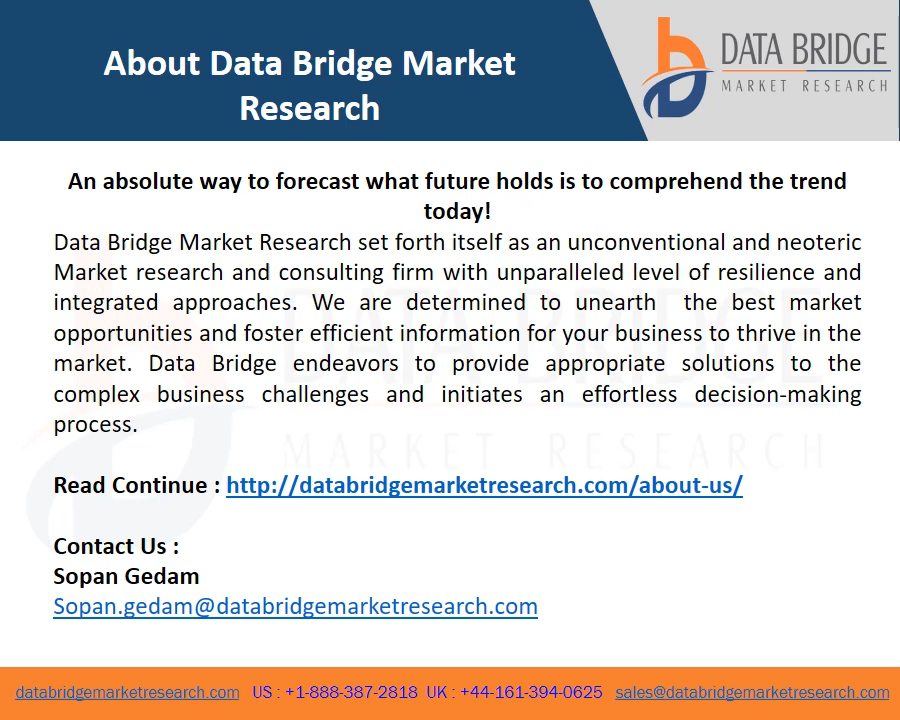 About Data Bridge Market
Research
DATA BRIDGE
MARKET RESEARCH
An absolute way to forecast what future holds is to comprehend the trend
today!
Data Bridge Market Research set forth itself as an unconventional and neoteric
Market research and consulting firm with unparalleled level of resilience and
integrated approaches. We are determined to unearth the best market
opportunities and foster efficient information for your business to thrive in the
market. Data Bridge endeavors to provide appropriate solutions to the
complex business challenges and initiates an effortless decision-making
process.
DATA BRIDGE
MARKET RESEARCH
Read Continue : http://databridgemarketresearch.com/about-us/
Contact Us :
Sopan Gedam
Sopan.gedam@databridgemarketresearch.com
databridgemarketresearch.com US : +1-888-387-2818 UK : +44-161-394-0625 sales@databridgemarketresearch.com